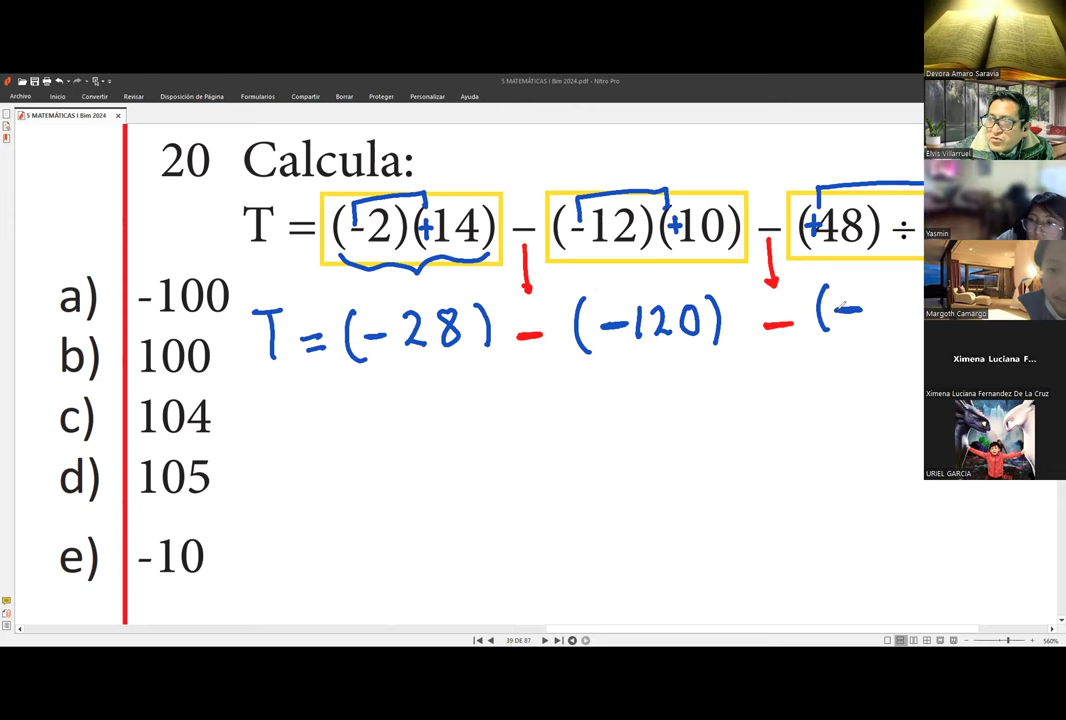 5 MATEMÁTICAS I Bim 2024.pdf - Nitro Pro
Archivo Inicio Convertir Revisar Disposición de Página Formularios Compartir Borrar Proteger Personalizar Ayuda
5 MATEMÁTICAS I Bim 2024 ×
20 Calcula:
T = (-2)(+14) − (-12)(+10) − (+48) ÷
T = (-28) - (-120) - (-
a) -100
b) 100
c) 104
d) 105
e) -10
39 DE 87
560%
Devora Amaro Saravia
Elvis Villarruel
Yasmin
Margoth Camargo
Ximena Luciana F...
Ximena Luciana Fernandez De La Cruz
URIEL GARCIA